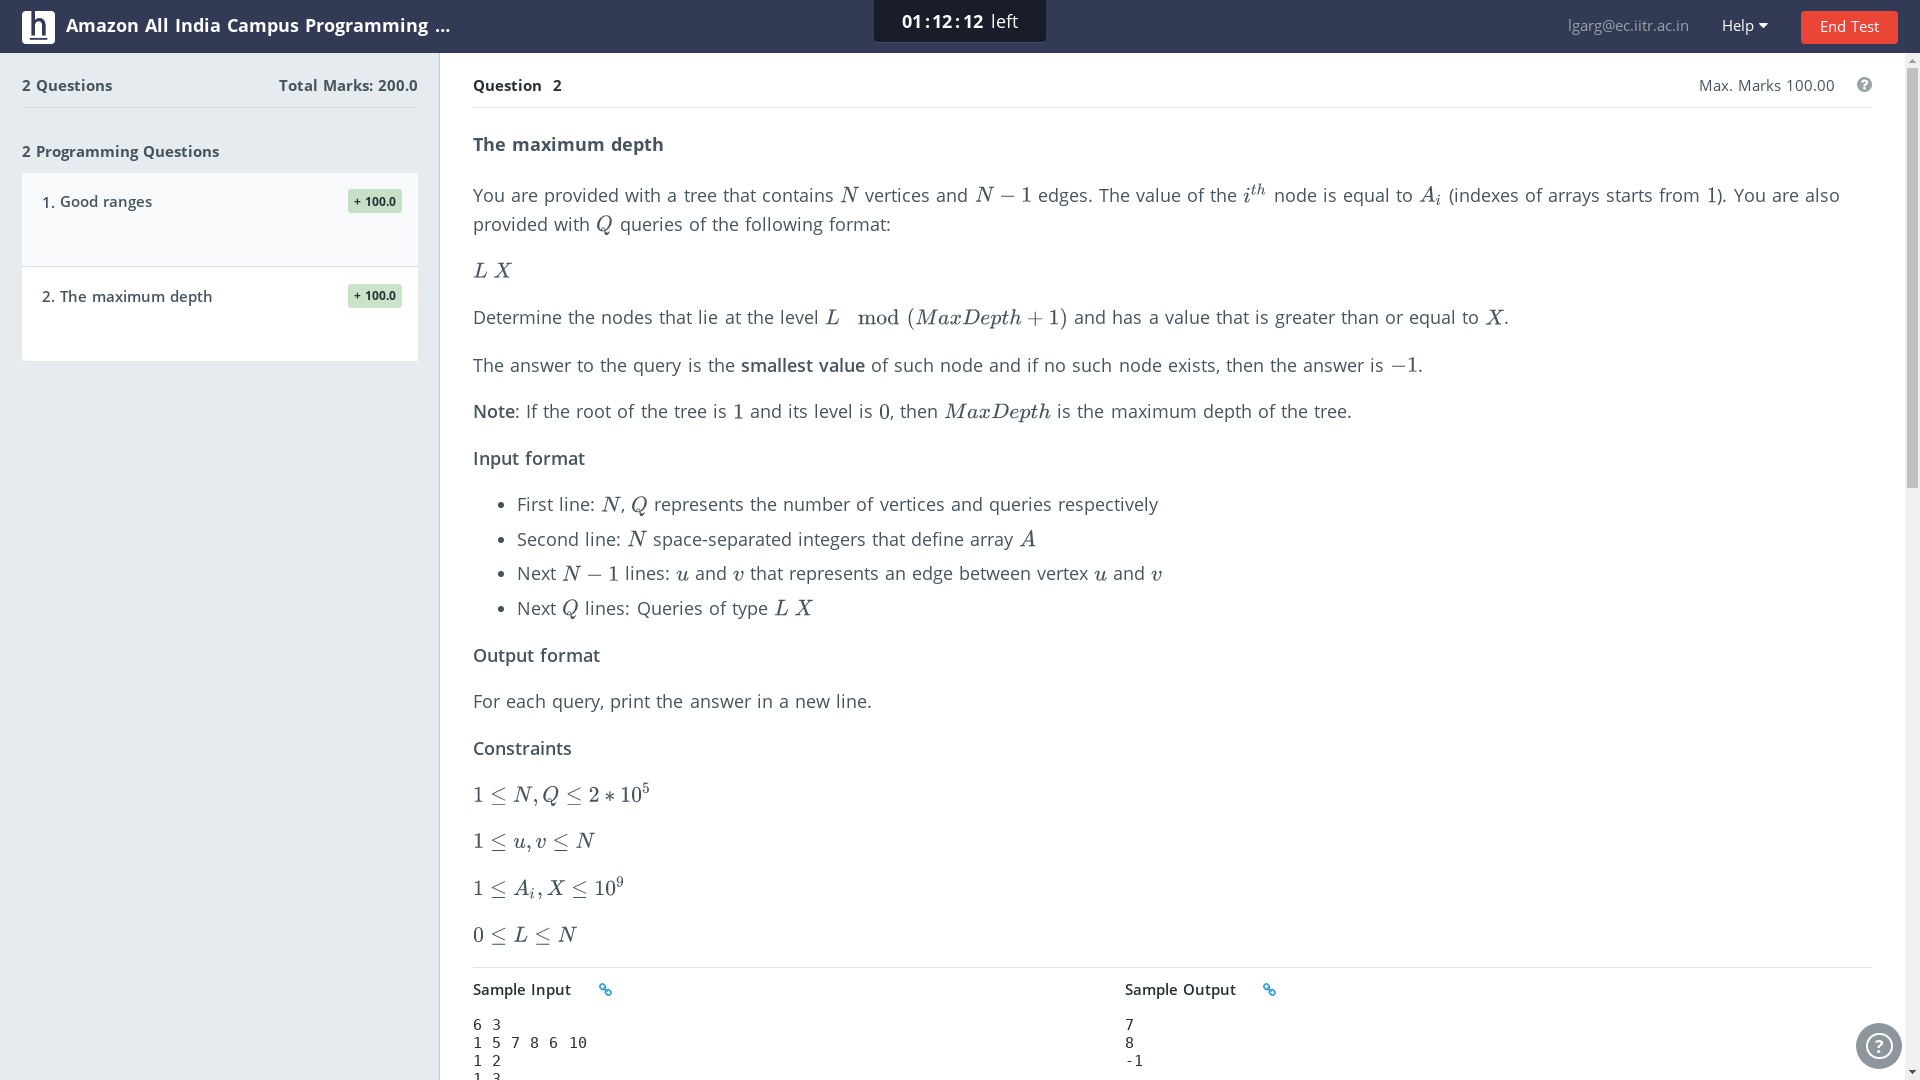 h Amazon All India Campus Programming ...
01:12:12 left
lgarg@ec.iitr.ac.in
Help
End Test
2 Questions
Total Marks: 200.0
2 Programming Questions
1. Good ranges
+ 100.0
2. The maximum depth
+ 100.0
Question 2
Max. Marks 100.00
?
The maximum depth
You are provided with a tree that contains N vertices and N − 1 edges. The value of the i^th node is equal to A_i (indexes of arrays starts from 1). You are also
provided with Q queries of the following format:
L X
Determine the nodes that lie at the level L mod (MaxDepth + 1) and has a value that is greater than or equal to X.
The answer to the query is the smallest value of such node and if no such node exists, then the answer is −1.
Note: If the root of the tree is 1 and its level is 0, then MaxDepth is the maximum depth of the tree.
Input format
• First line: N, Q represents the number of vertices and queries respectively
• Second line: N space-separated integers that define array A
• Next N − 1 lines: u and v that represents an edge between vertex u and v
• Next Q lines: Queries of type L X
Output format
For each query, print the answer in a new line.
Constraints
1 ≤ N, Q ≤ 2 ∗ 10^5
1 ≤ u, v ≤ N
1 ≤ A_i, X ≤ 10^9
0 ≤ L ≤ N
Sample Input
6 3
1 5 7 8 6 10
1 2
1 3
Sample Output
7
8
-1
?